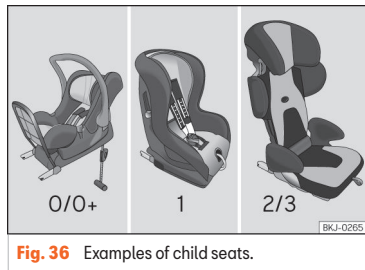 0/0+ 1 2/3
BKJ-0265
Fig. 36 Examples of child seats.